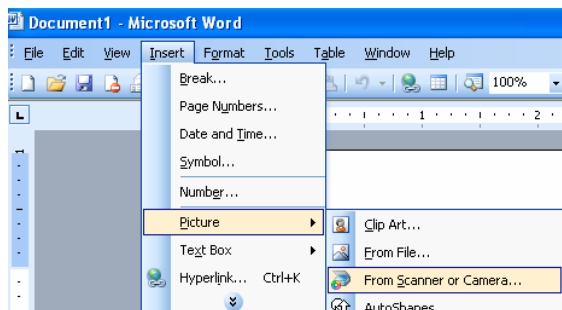 Document1 - Microsoft Word
File Edit View Insert Format Tools Table Window Help
100%
Break...
Page Numbers...
1 2
Date and Time...
1
Symbol...
Number...
Picture
Clip Art...
Text Box
From File...
Hyperlink... Ctrl+K
From Scanner or Camera...
AutoShapes